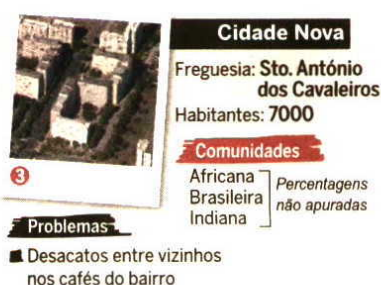 Cidade Nova
Freguesia: Sto. António
dos Cavaleiros
Habitantes: 7000
Comunidades
Africana
Brasileira
Indiana
Percentagens
não apuradas
3
Problemas
Desacatos entre vizinhos
nos cafés do bairro